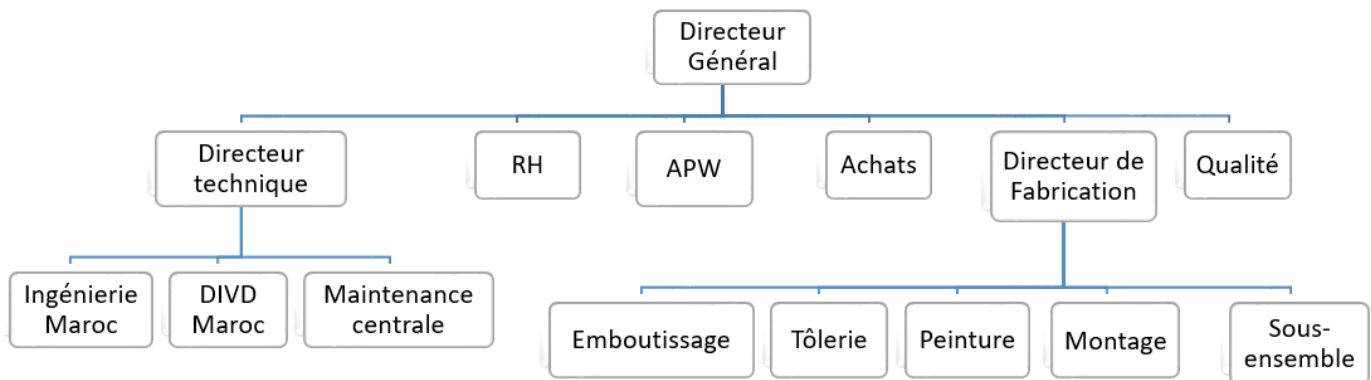 Directeur
Général
Directeur
technique
RH
APW
Achats
Directeur de
Fabrication
Qualité
Ingénierie
Maroc
DIVD
Maroc
Maintenance
centrale
Emboutissage
Tôlerie
Peinture
Montage
Sous-
ensemble